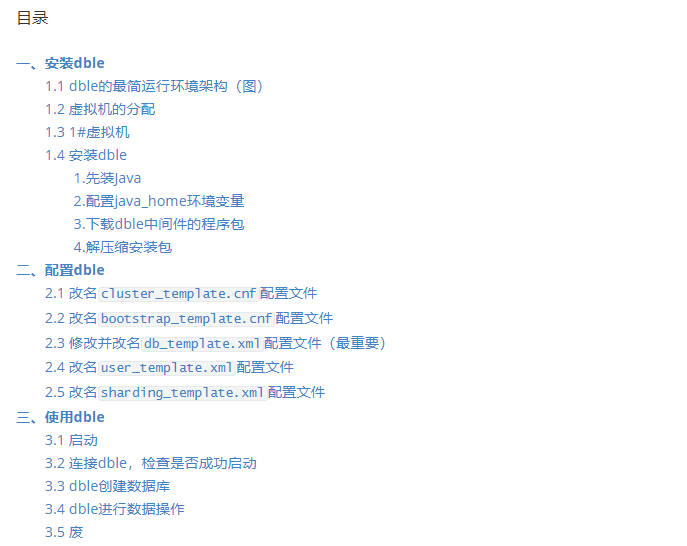 目录
一、安装dble
1.1 dble的最简运行环境架构（图）
1.2 虚拟机的分配
1.3 1#虚拟机
1.4 安装dble
1.先装Java
2.配置java_home环境变量
3.下载dble中间件的程序包
4.解压缩安装包
二、配置dble
2.1 改名cluster_template.cnf配置文件
2.2 改名bootstrap_template.cnf配置文件
2.3 修改并改名db_template.xml配置文件（最重要）
2.4 改名user_template.xml配置文件
2.5 改名sharding_template.xml配置文件
三、使用dble
3.1 启动
3.2 连接dble，检查是否成功启动
3.3 dble创建数据库
3.4 dble进行数据操作
3.5 废